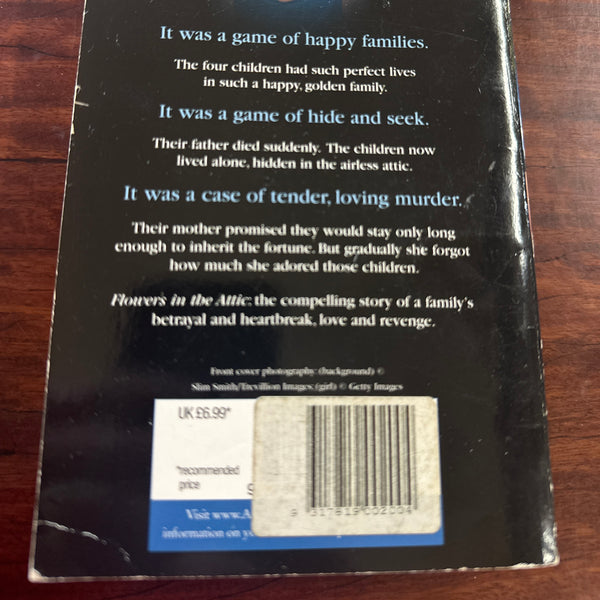 It was a game of happy families.
The four children had such perfect lives
in such a happy, golden family.
It was a game of hide and seek.
Their father died suddenly. The children now
lived alone, hidden in the airless attic.
It was a case of tender, loving murder.
Their mother promised they would stay only long
enough to inherit the fortune. But gradually she forgot
how much she adored those children.
Flowers in the Attic: the compelling story of a family's
betrayal and heartbreak, love and revenge.
Front cover photography: (background) ©
Slim Smith/Trevillion Images; (girl) © Getty Images
UK £6.99*
*recommended
price
9
Visit www.
information on